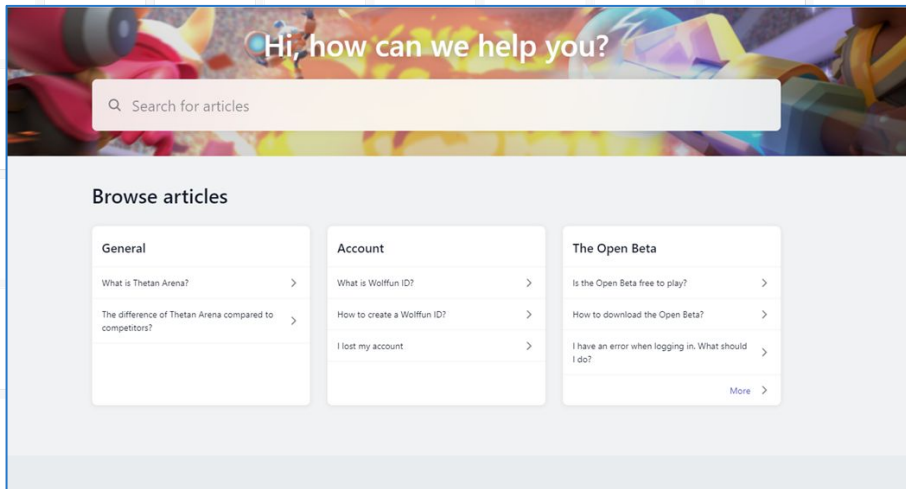 Hi, how can we help you?
Search for articles
Browse articles
General
What is Thetan Arena?
The difference of Thetan Arena compared to
competitors?
Account
What is Wolffun ID?
How to create a Wolffun ID?
I lost my account
The Open Beta
Is the Open Beta free to play?
How to download the Open Beta?
I have an error when logging in. What should
I do?
More